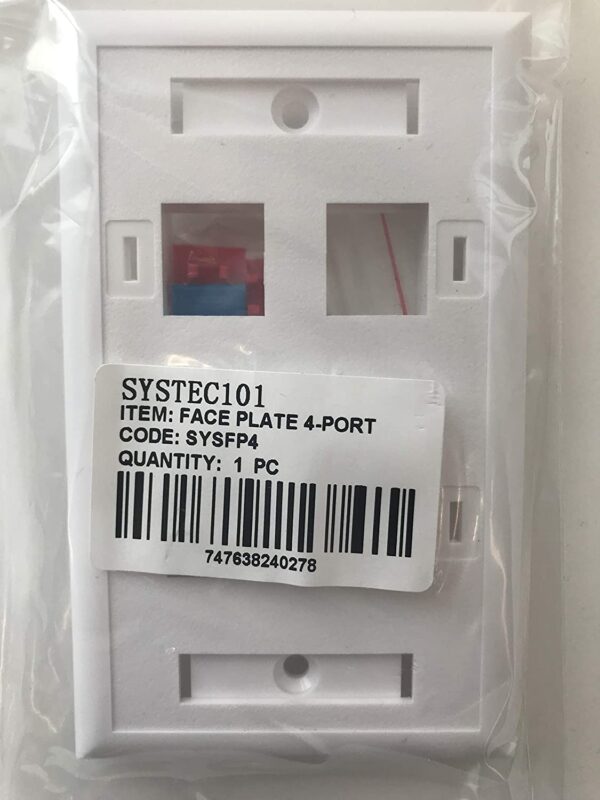 SYSTEC101
ITEM: FACE PLATE 4-PORT
CODE: SYSFP4
QUANTITY: 1 PC
747638240278